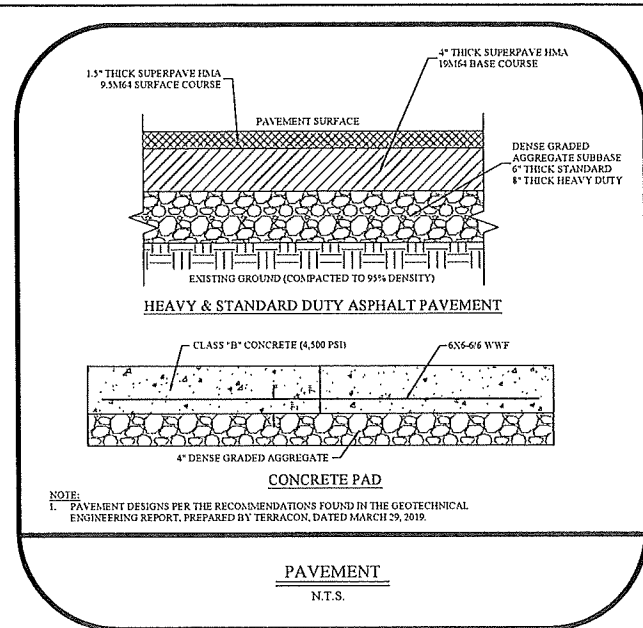 1.5" THICK SUPERPAVE HMA
9.5M64 SURFACE COURSE
4" THICK SUPERPAVE HMA
19M64 BASE COURSE
PAVEMENT SURFACE
DENSE GRADED
AGGREGATE SUBBASE
6" THICK STANDARD
8" THICK HEAVY DUTY
EXISTING GROUND (COMPACTED TO 95% DENSITY)
HEAVY & STANDARD DUTY ASPHALT PAVEMENT
CLASS "B" CONCRETE (4,500 PSI)
6X6-6/6 WWF
4" DENSE GRADED AGGREGATE
CONCRETE PAD
NOTE:
1. PAVEMENT DESIGNS PER THE RECOMMENDATIONS FOUND IN THE GEOTECHNICAL
ENGINEERING REPORT, PREPARED BY TERRACON, DATED MARCH 29, 2019.
PAVEMENT
N.T.S.